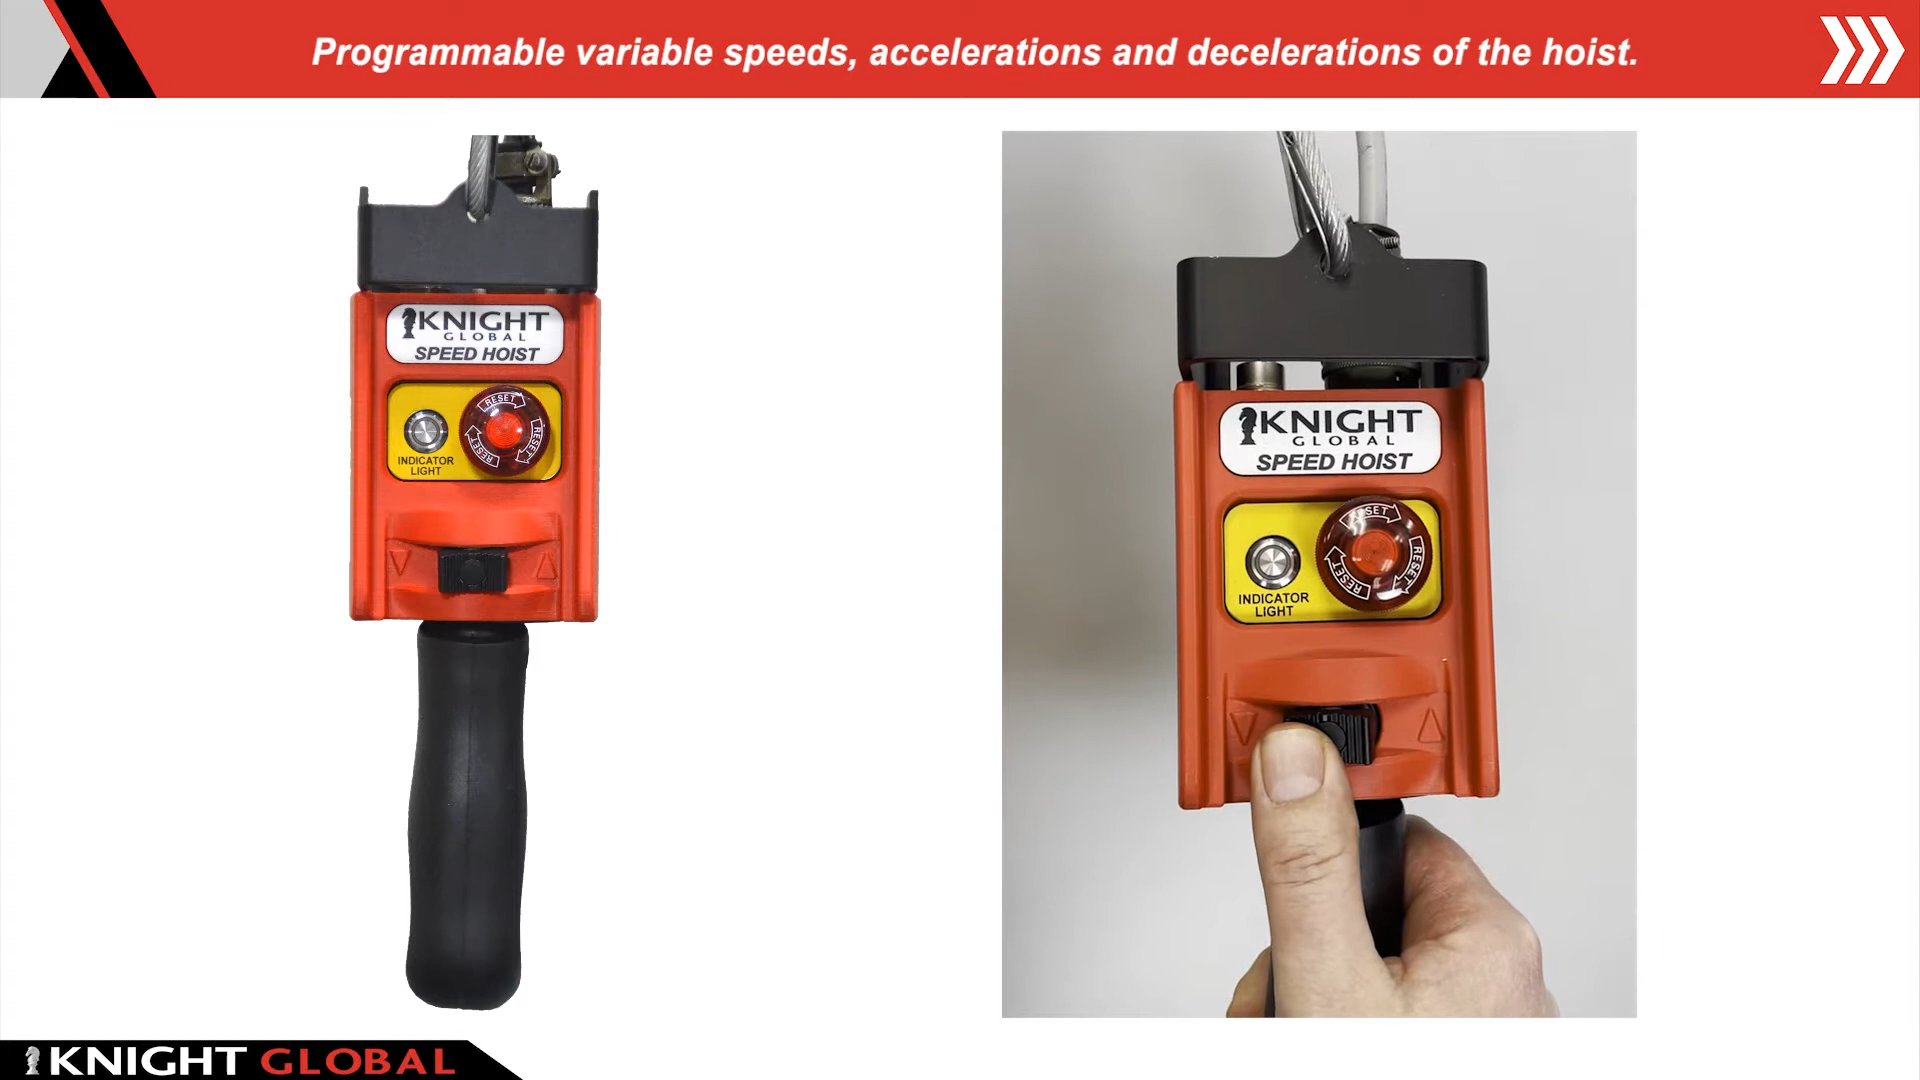 Programmable variable speeds, accelerations and decelerations of the hoist.
KNIGHT
GLOBAL
SPEED HOIST
RESET
RESET
RESET
INDICATOR
LIGHT
KNIGHT
GLOBAL
SPEED HOIST
RESET
RESET
RESET
INDICATOR
LIGHT
KNIGHT GLOBAL